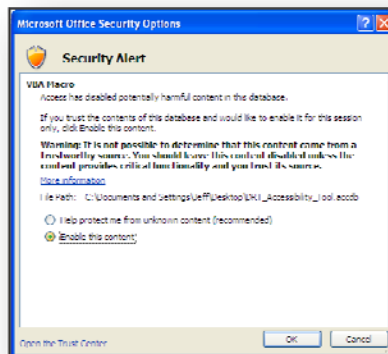 Microsoft Office Security Options
Security Alert
VBA Macro
Access has disabled potentially harmful content in this database.
If you trust the contents of this database and would like to enable it for this session
only, click Enable this content.
Warning: It is not possible to determine that this content came from a
trustworthy source. You should leave this content disabled unless the
content provides critical functionality and you trust its source.
More information
File Path: C:\Documents and Settings\Jeff\Desktop\DRT_Accessibility_Tool.accdb
Help protect me from unknown content (recommended)
Enable this content
Open the Trust Center
OK
Cancel